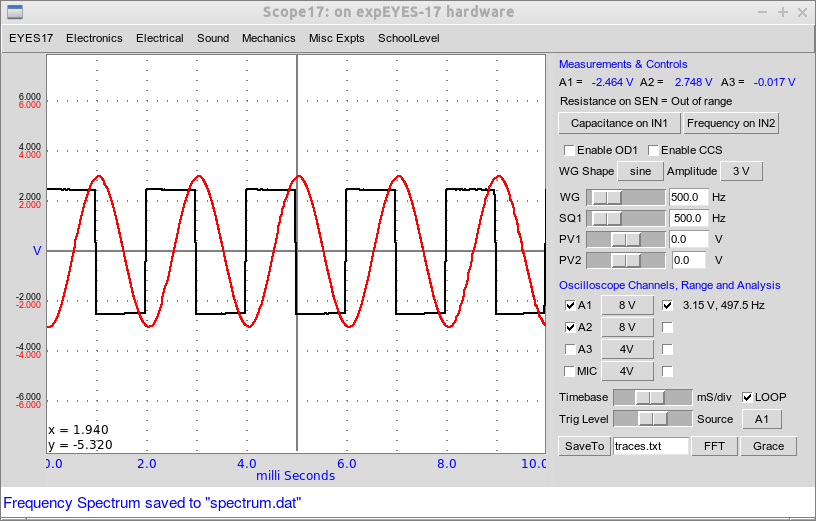 Scope17: on expEYES-17 hardware
EYES17 Electronics Electrical Sound Mechanics Misc Expts SchoolLevel
6.000
6.000
4.000
4.000
2.000
2.000
V
-2.000
-2.000
-4.000
-4.000
-6.000
-6.000
x = 1.940
y = -5.320
0.0 2.0 4.0 6.0 8.0 10.0
milli Seconds
Measurements & Controls
A1 = -2.464 V A2 = 2.748 V A3 = -0.017 V
Resistance on SEN = Out of range
Capacitance on IN1 Frequency on IN2
Enable OD1 Enable CCS
WG Shape sine Amplitude 3 V
WG 500.0 Hz
SQ1 500.0 Hz
PV1 0.0 V
PV2 0.0 V
Oscilloscope Channels, Range and Analysis
A1 8 V 3.15 V, 497.5 Hz
A2 8 V
A3 4V
MIC 4V
Timebase mS/div LOOP
Trig Level Source A1
SaveTo traces.txt FFT Grace
Frequency Spectrum saved to "spectrum.dat"